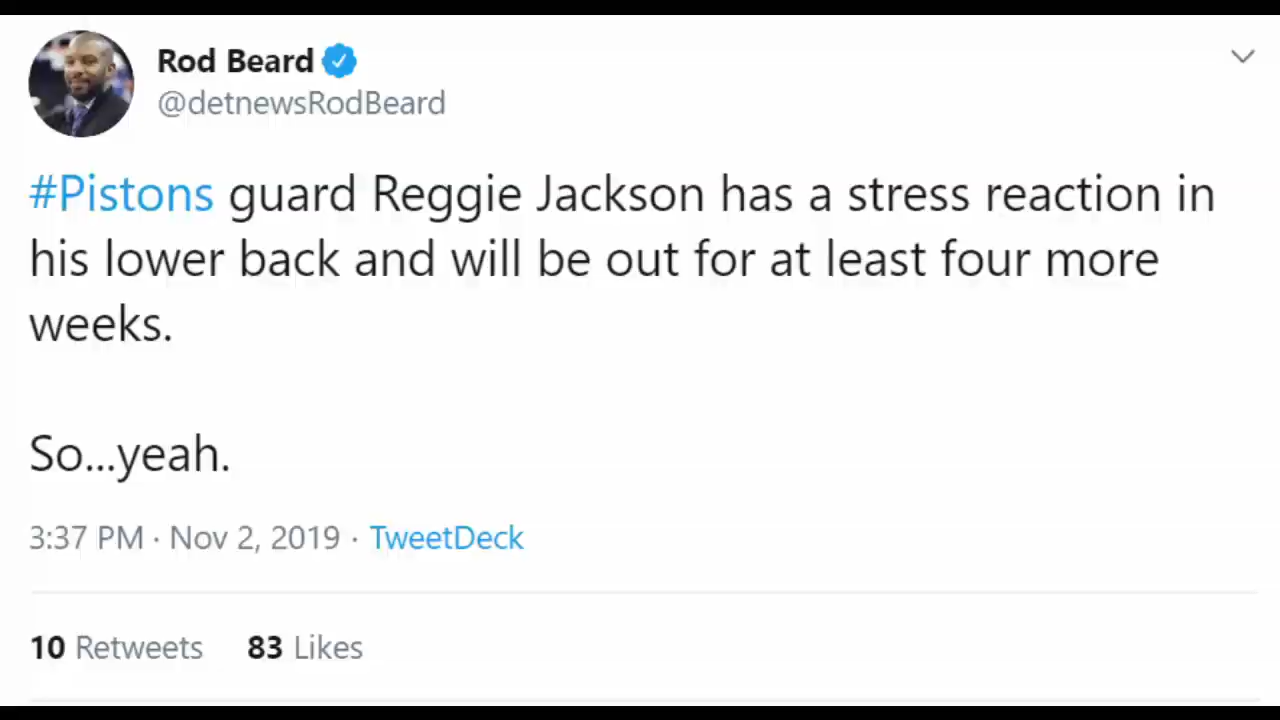 Rod Beard
@detnewsRodBeard
#Pistons guard Reggie Jackson has a stress reaction in
his lower back and will be out for at least four more
weeks.
So...yeah.
3:37 PM · Nov 2, 2019 · TweetDeck
10 Retweets 83 Likes